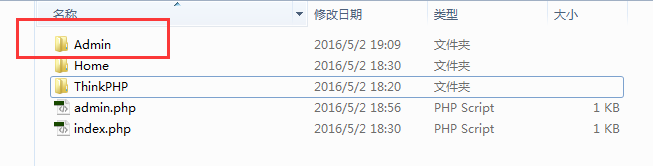 名称 修改日期 类型 大小
Admin 2016/5/2 19:09 文件夹
Home 2016/5/2 18:30 文件夹
ThinkPHP 2016/5/2 18:20 文件夹
admin.php 2016/5/2 18:56 PHP Script 1 KB
index.php 2016/5/2 18:30 PHP Script 1 KB